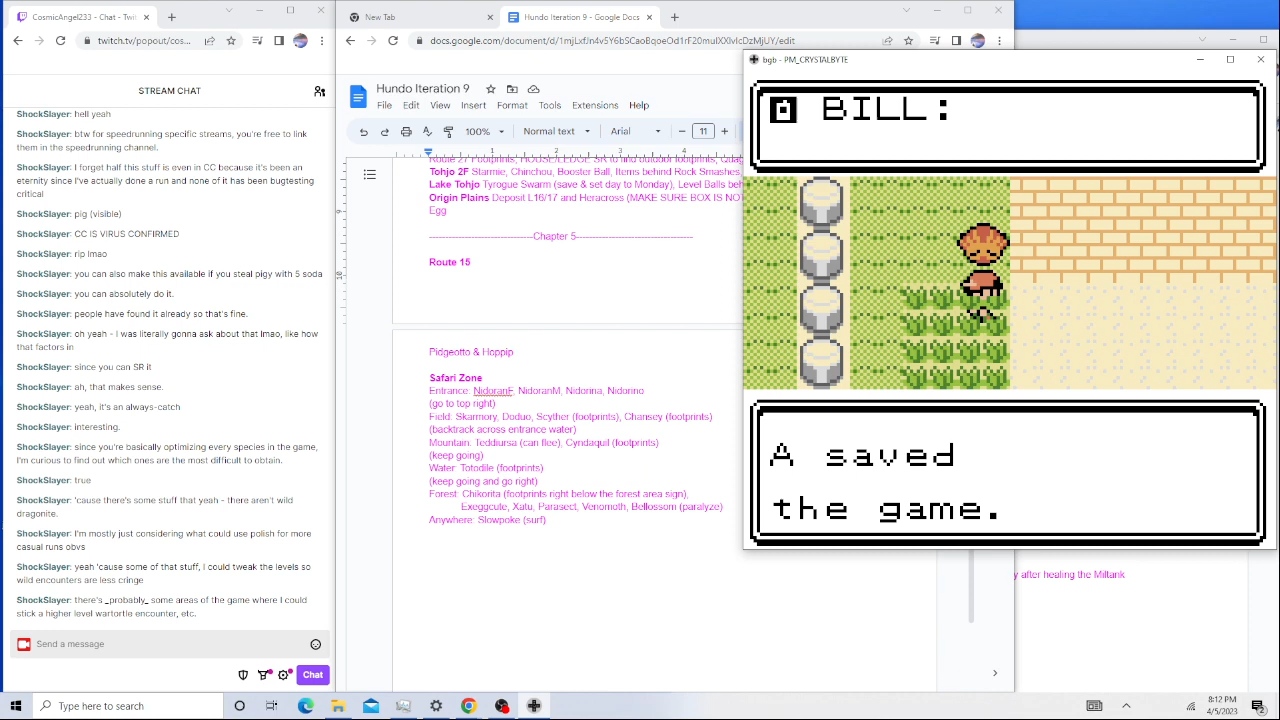 CosmicAngel233 - Chat - Twit
twitch.tv/popout/cos...
STREAM CHAT
ShockSlayer: hell yeah
ShockSlayer: btw for speedrunning specific streams, you're free to link
them in the speedrunning channel.
ShockSlayer: I forget half this stuff is even in CC because it's been an
eternity since I've actually done a run and none of it has been bugtesting
critical
ShockSlayer: pig (visible)
ShockSlayer: CC IS VIRUS CONFIRMED
ShockSlayer: rip lmao
ShockSlayer: you can also make this available if you steal pigy with 5 soda
ShockSlayer: you can absolutely do it.
ShockSlayer: people have found it already so that's fine.
ShockSlayer: oh yeah - I was literally gonna ask about that lmao, like how
that factors in
ShockSlayer: since you can SR it
ShockSlayer: ah, that makes sense.
ShockSlayer: yeah, it's an always-catch
ShockSlayer: interesting.
ShockSlayer: since you're basically optimizing every species in the game,
I'm curious to find out which ones are the most difficult to obtain.
ShockSlayer: true
ShockSlayer: 'cause there's some stuff that yeah - there aren't wild
dragonite.
ShockSlayer: I'm mostly just considering what could use polish for more
casual runs obvs
ShockSlayer: yeah 'cause some of that stuff, I could tweak the levels so
wild encounters are less cringe
ShockSlayer: there's _probably_ some areas of the game where I could
stick a higher level wartortle encounter, etc.
Send a message
Chat
New Tab
Hundo Iteration 9 - Google Docs
Hundo Iteration 9
File Edit View Insert Format Tools Extensions Help
100% Normal text Arial 11
1 2 3 4
Route 27 Footprints, HOUSE/LEDGE SR to find outdoor footprints, Quag
Tohjo 2F Starmie, Chinchou, Booster Ball, Items behind Rock Smashes,
Lake Tohjo Tyrogue Swarm (save & set day to Monday), Level Balls beh
Origin Plains Deposit L16/17 and Heracross (MAKE SURE BOX IS NOT
Egg
Chapter 5
Route 15
Pidgeotto & Hoppip
Safari Zone
Entrance: NidoranF, NidoranM, Nidorina, Nidorino
(go to top right)
Field: Skarmory, Doduo, Scyther (footprints), Chansey (footprints)
(backtrack across entrance water)
Mountain: Teddiursa (can flee), Cyndaquil (footprints)
(keep going)
Water: Totodile (footprints)
(keep going and go right)
Forest: Chikorita (footprints right below the forest area sign),
Exeggcute, Xatu, Parasect, Venomoth, Bellossom (paralyze)
Anywhere: Slowpoke (surf)
bgb - PM_CRYSTALBYTE
BILL:
A saved
the game.
y after healing the Miltank
Type here to search
8:12 PM
4/5/2023
2